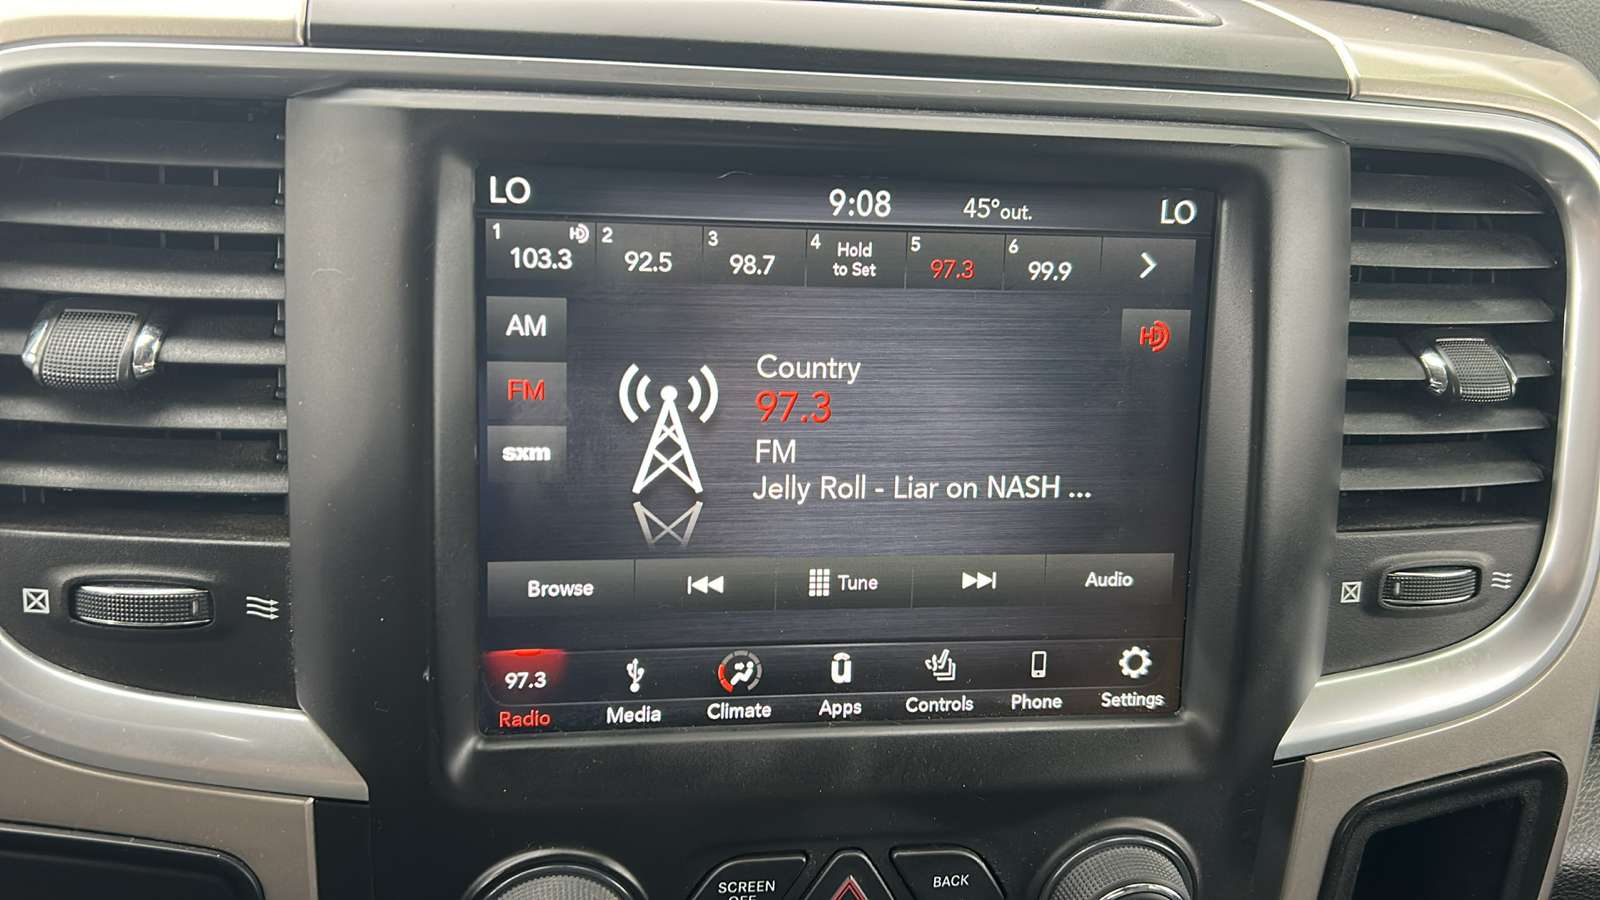 LO 9:08 45°out. LO
1 103.3 HD 2 92.5 3 98.7 4 Hold to Set 5 97.3 6 99.9
AM
HD
FM
sxm
Country
97.3
FM
Jelly Roll - Liar on NASH ...
Browse Tune Audio
97.3
Radio Media Climate Apps Controls Phone Settings
SCREEN
OFF
BACK